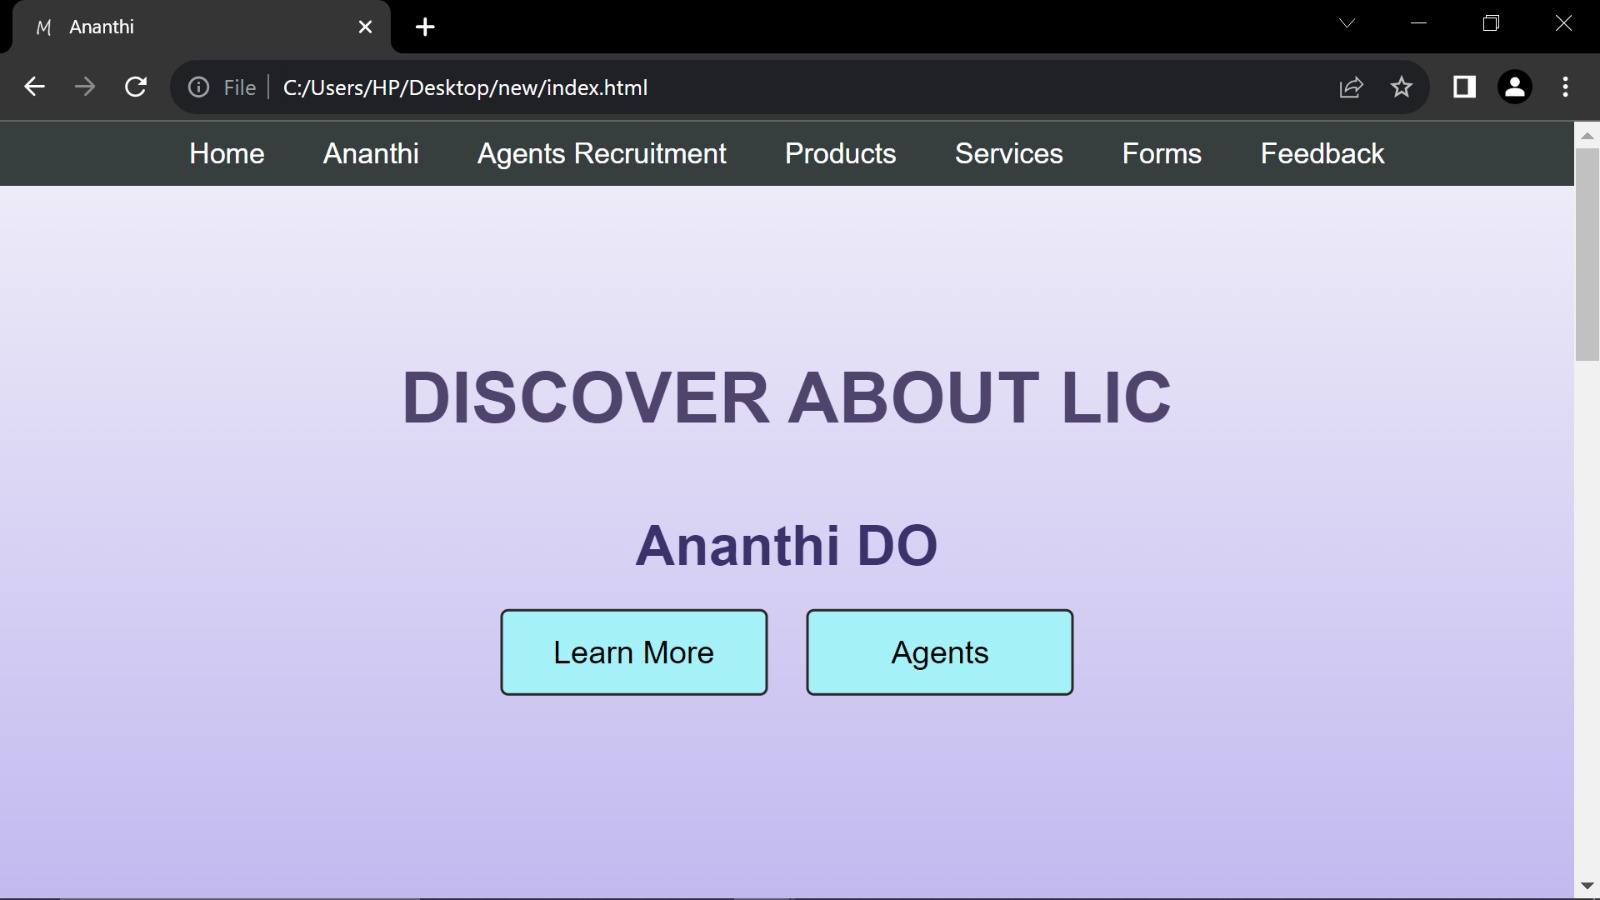 Ananthi
File C:/Users/HP/Desktop/new/index.html
Home Ananthi Agents Recruitment Products Services Forms Feedback
DISCOVER ABOUT LIC
Ananthi DO
Learn More Agents